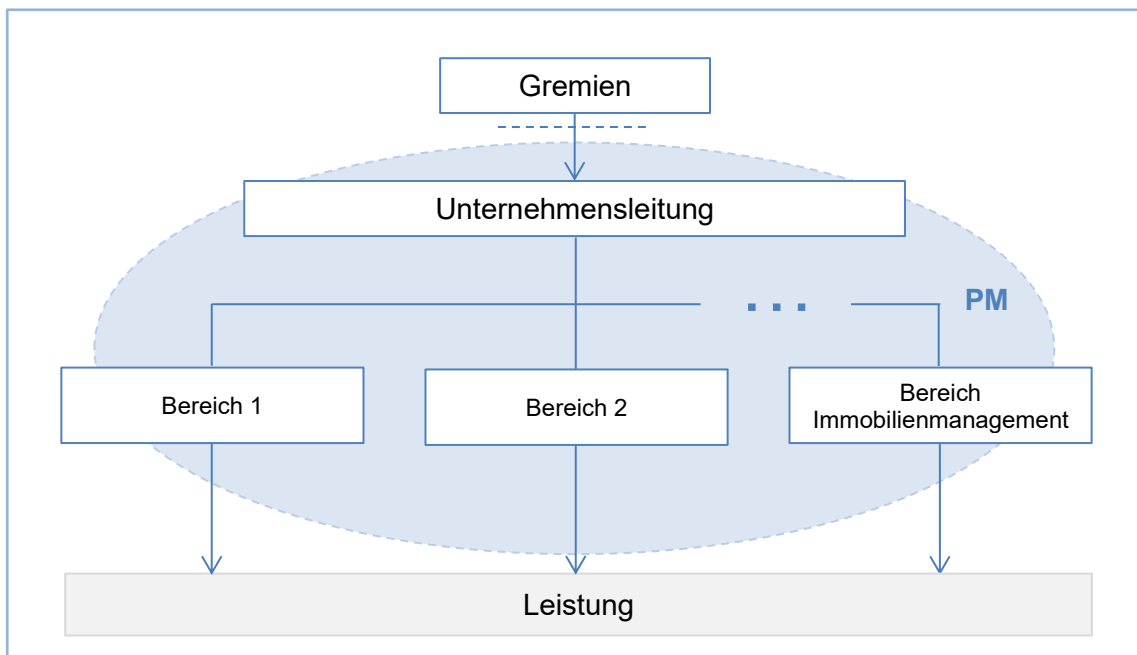 Gremien
Unternehmensleitung
. . .
PM
Bereich 1
Bereich 2
Bereich
Immobilienmanagement
Leistung